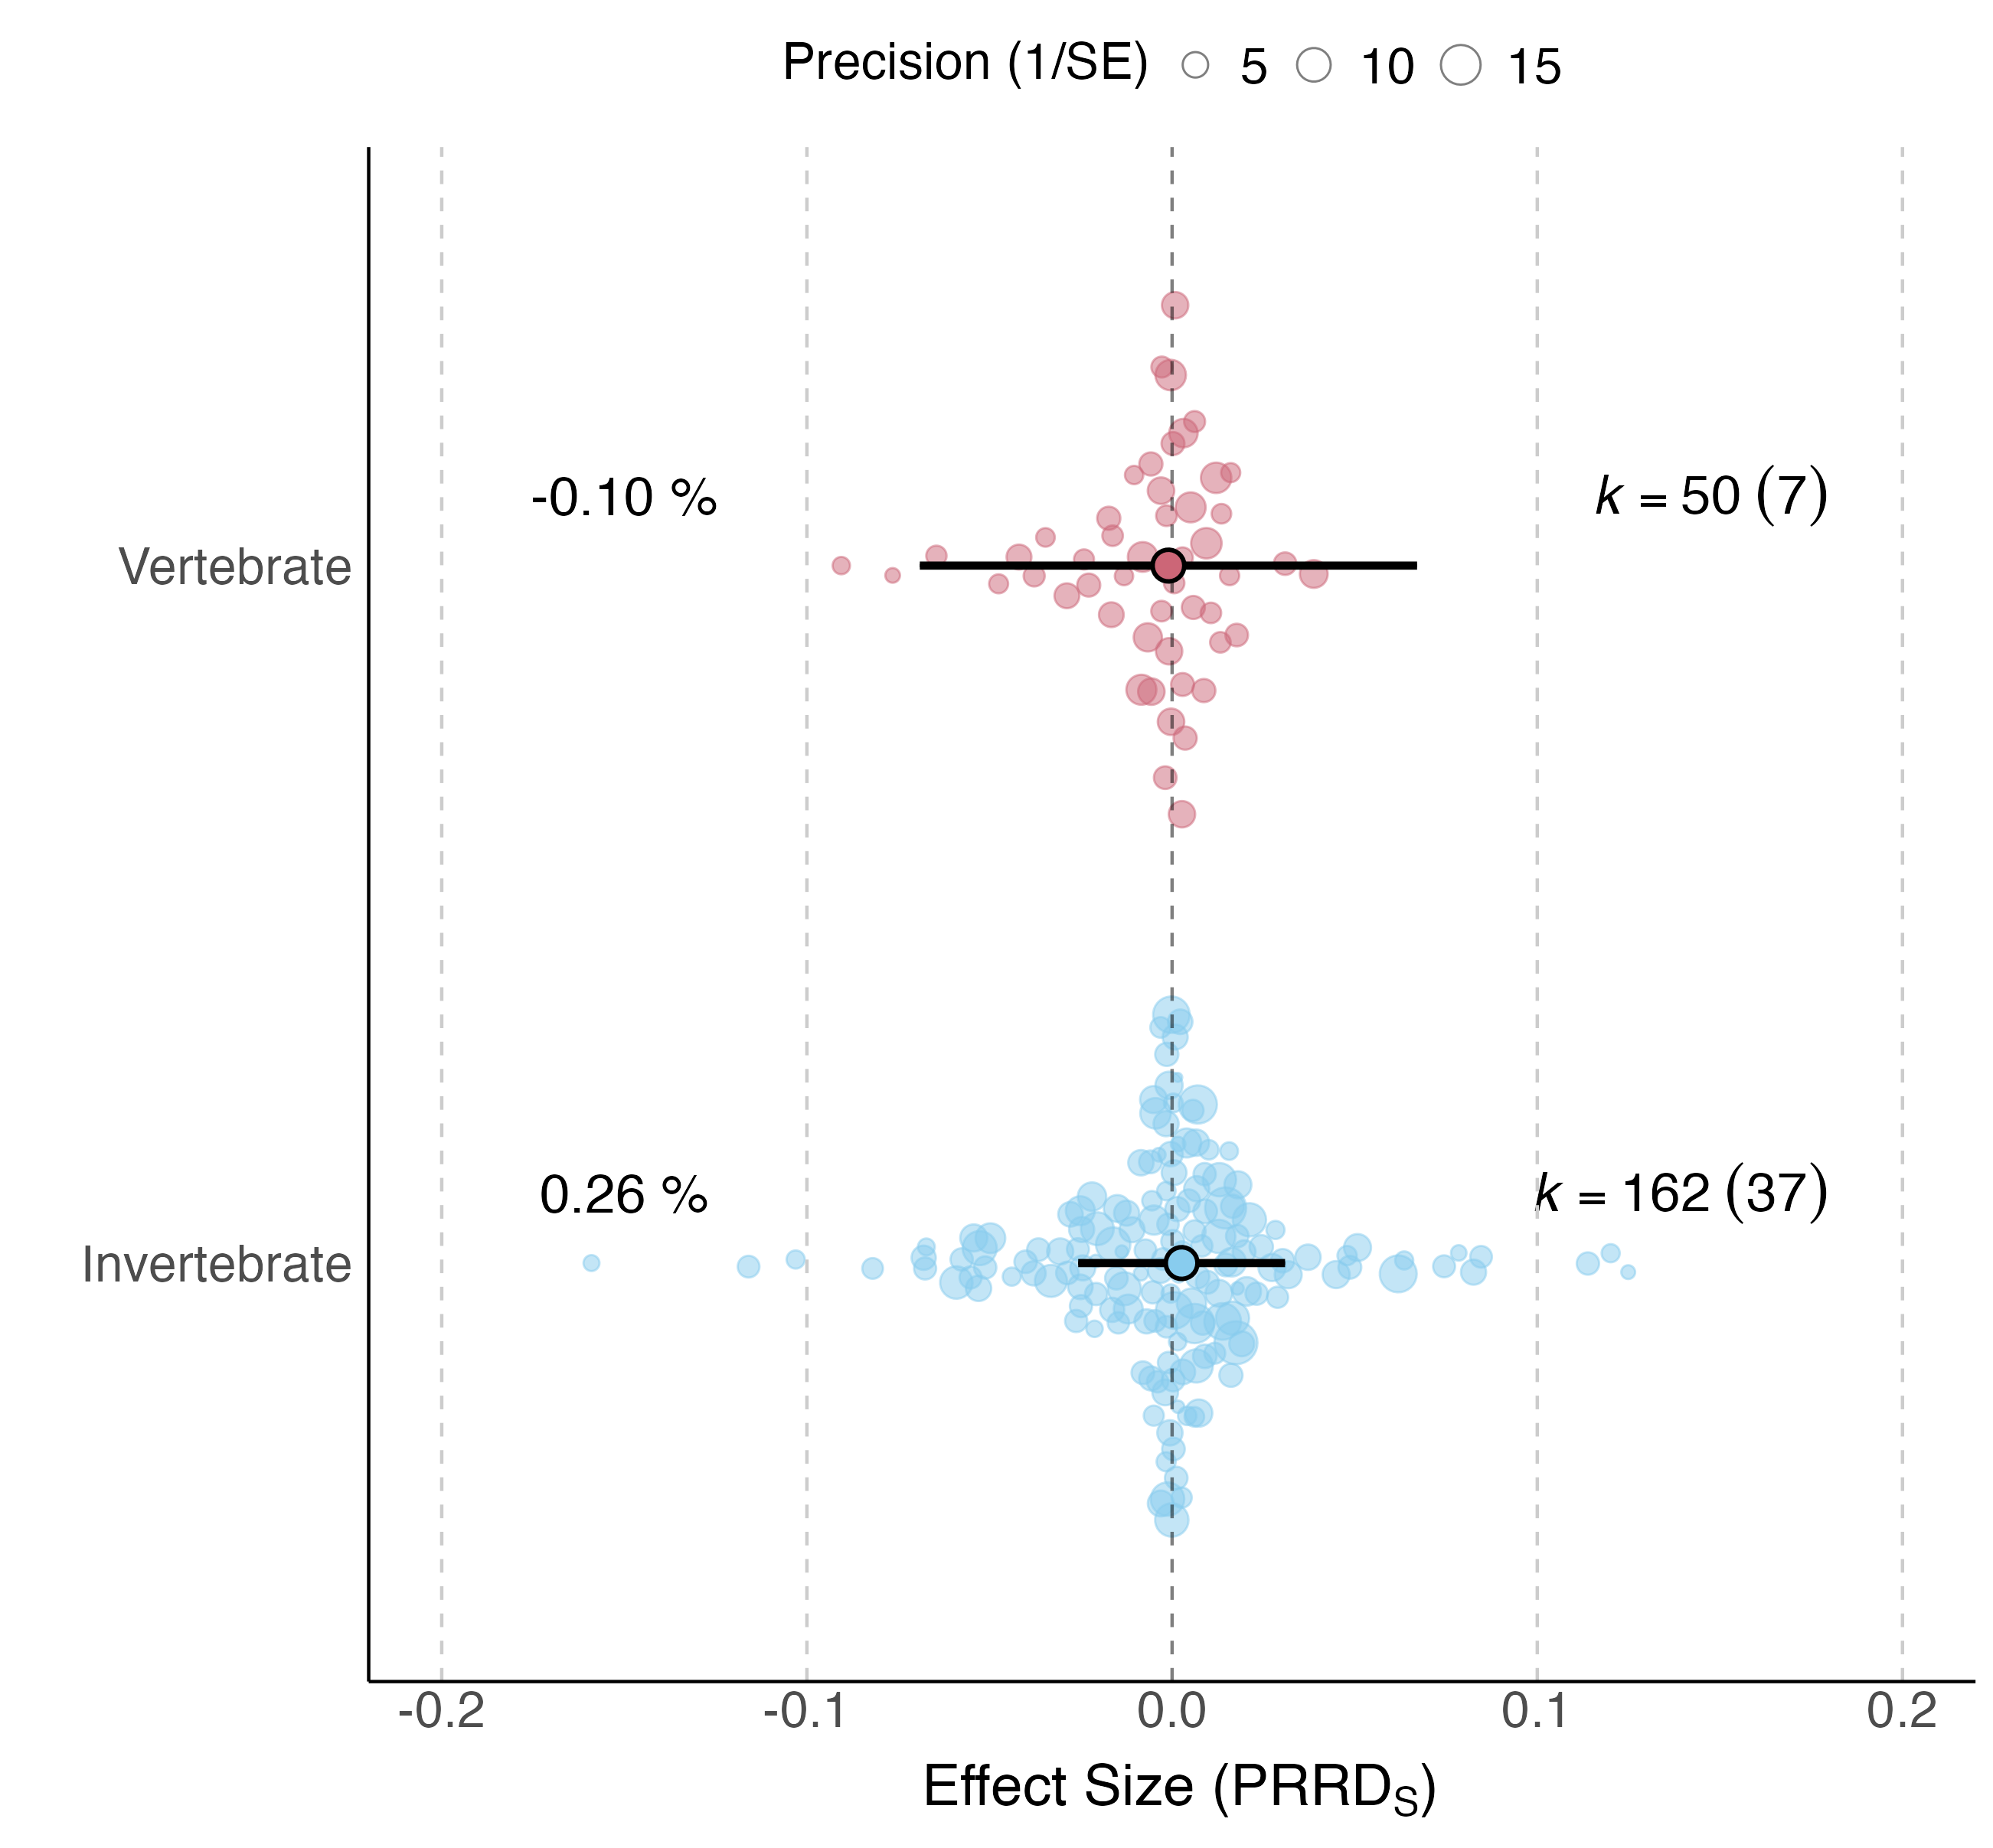 Precision (1/SE) 5 10 15
-0.10 % k = 50 (7)
Vertebrate
0.26 % k = 162 (37)
Invertebrate
-0.2 -0.1 0.0 0.1 0.2
Effect Size (PRRDS)